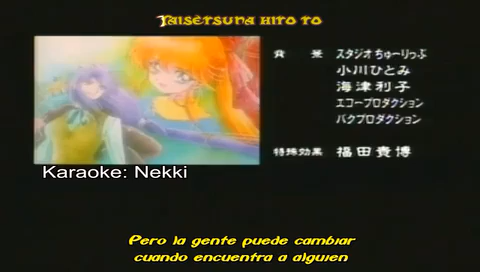 Taisetsuna hito to
背 景 スタジオちゅーりっぷ
小川ひとみ
海津利子
エコープロダクション
バクプロダクション
特殊効果 福田貴博
Karaoke: Nekki
Pero la gente puede cambiar
cuando encuentra a alguien